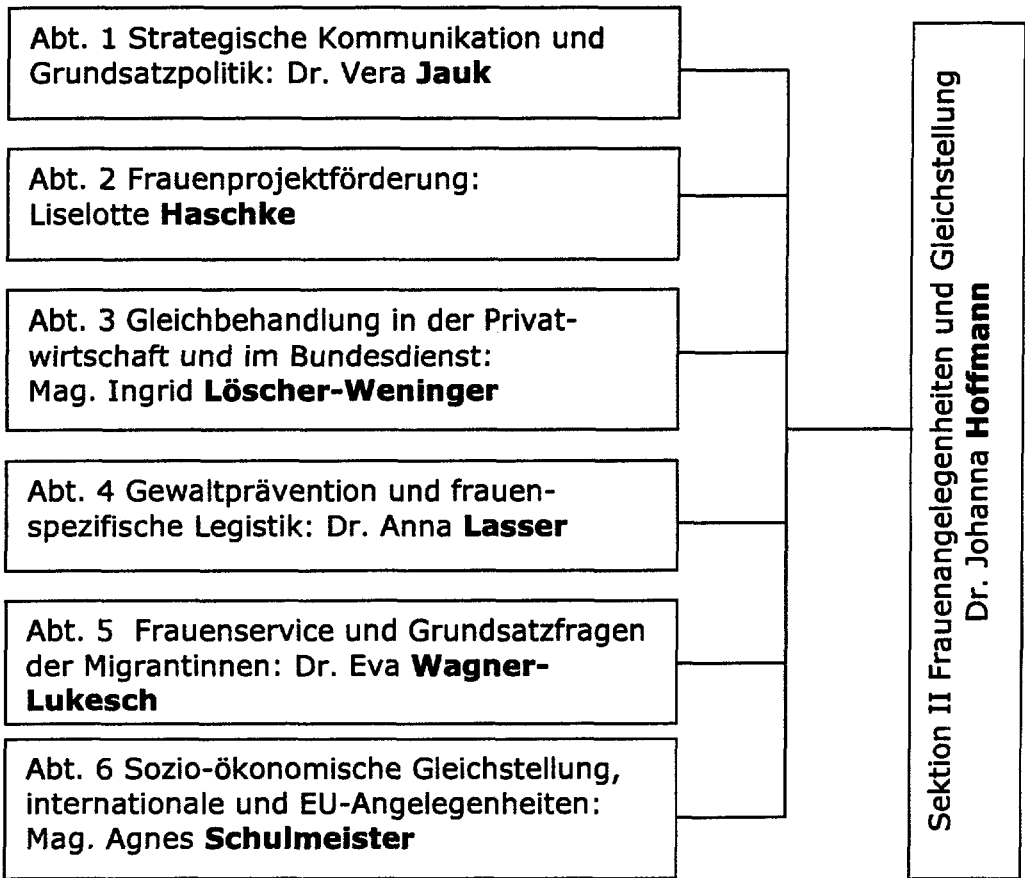 Abt. 1 Strategische Kommunikation und
Grundsatzpolitik: Dr. Vera Jauk
Abt. 2 Frauenprojektförderung:
Liselotte Haschke
Abt. 3 Gleichbehandlung in der Privat-
wirtschaft und im Bundesdienst:
Mag. Ingrid Löscher-Weninger
Abt. 4 Gewaltprävention und frauen-
spezifische Legistik: Dr. Anna Lasser
Abt. 5 Frauenservice und Grundsatzfragen
der Migrantinnen: Dr. Eva Wagner-
Lukesch
Abt. 6 Sozio-ökonomische Gleichstellung,
internationale und EU-Angelegenheiten:
Mag. Agnes Schulmeister
Sektion II Frauenangelegenheiten und Gleichstellung
Dr. Johanna Hoffmann